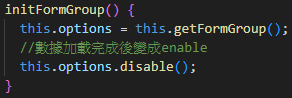 initFormGroup() {
  this.options = this.getFormGroup();
  //數據加載完成後變成enable
  this.options.disable();
}